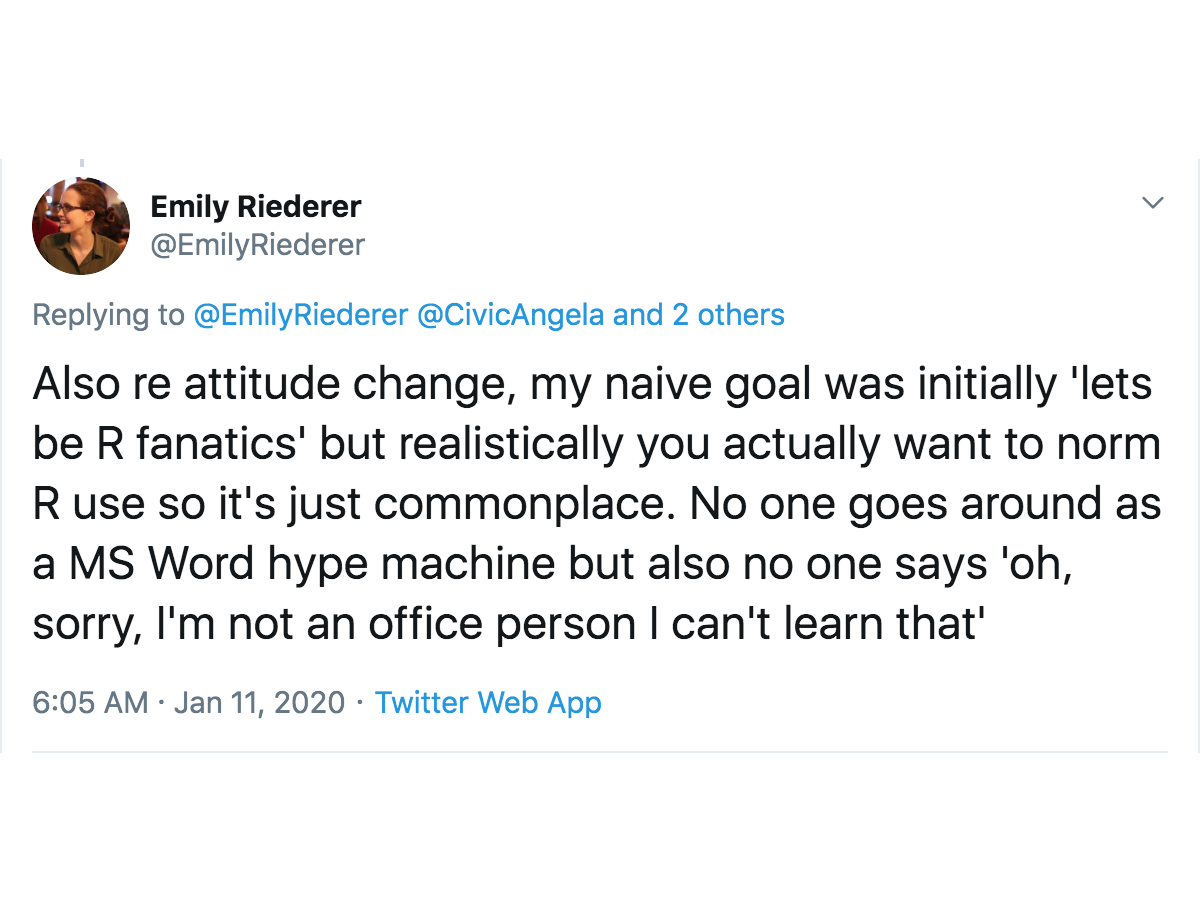 Emily Riederer
@EmilyRiederer
Replying to @EmilyRiederer @CivicAngela and 2 others
Also re attitude change, my naive goal was initially 'lets
be R fanatics' but realistically you actually want to norm
R use so it's just commonplace. No one goes around as
a MS Word hype machine but also no one says 'oh,
sorry, I'm not an office person I can't learn that'
6:05 AM · Jan 11, 2020 · Twitter Web App